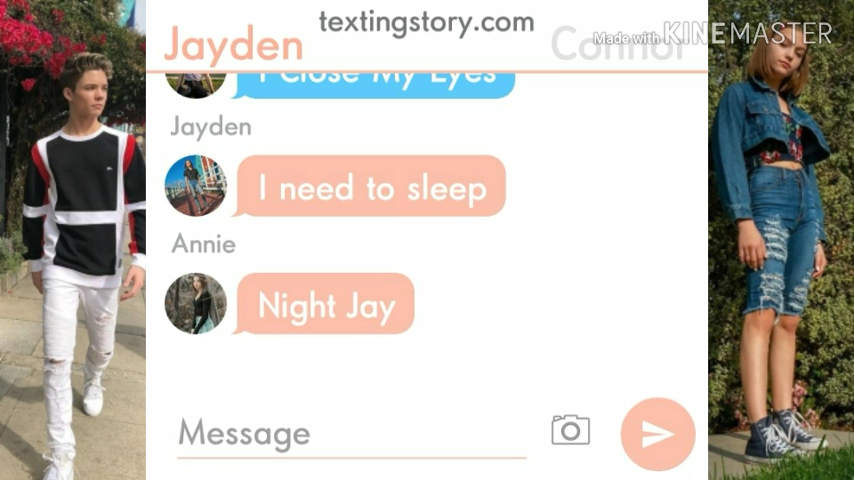 textingstory.com
Jayden
Connor
Made with KINEMASTER
I Close My Eyes
Jayden
I need to sleep
Annie
Night Jay
Message